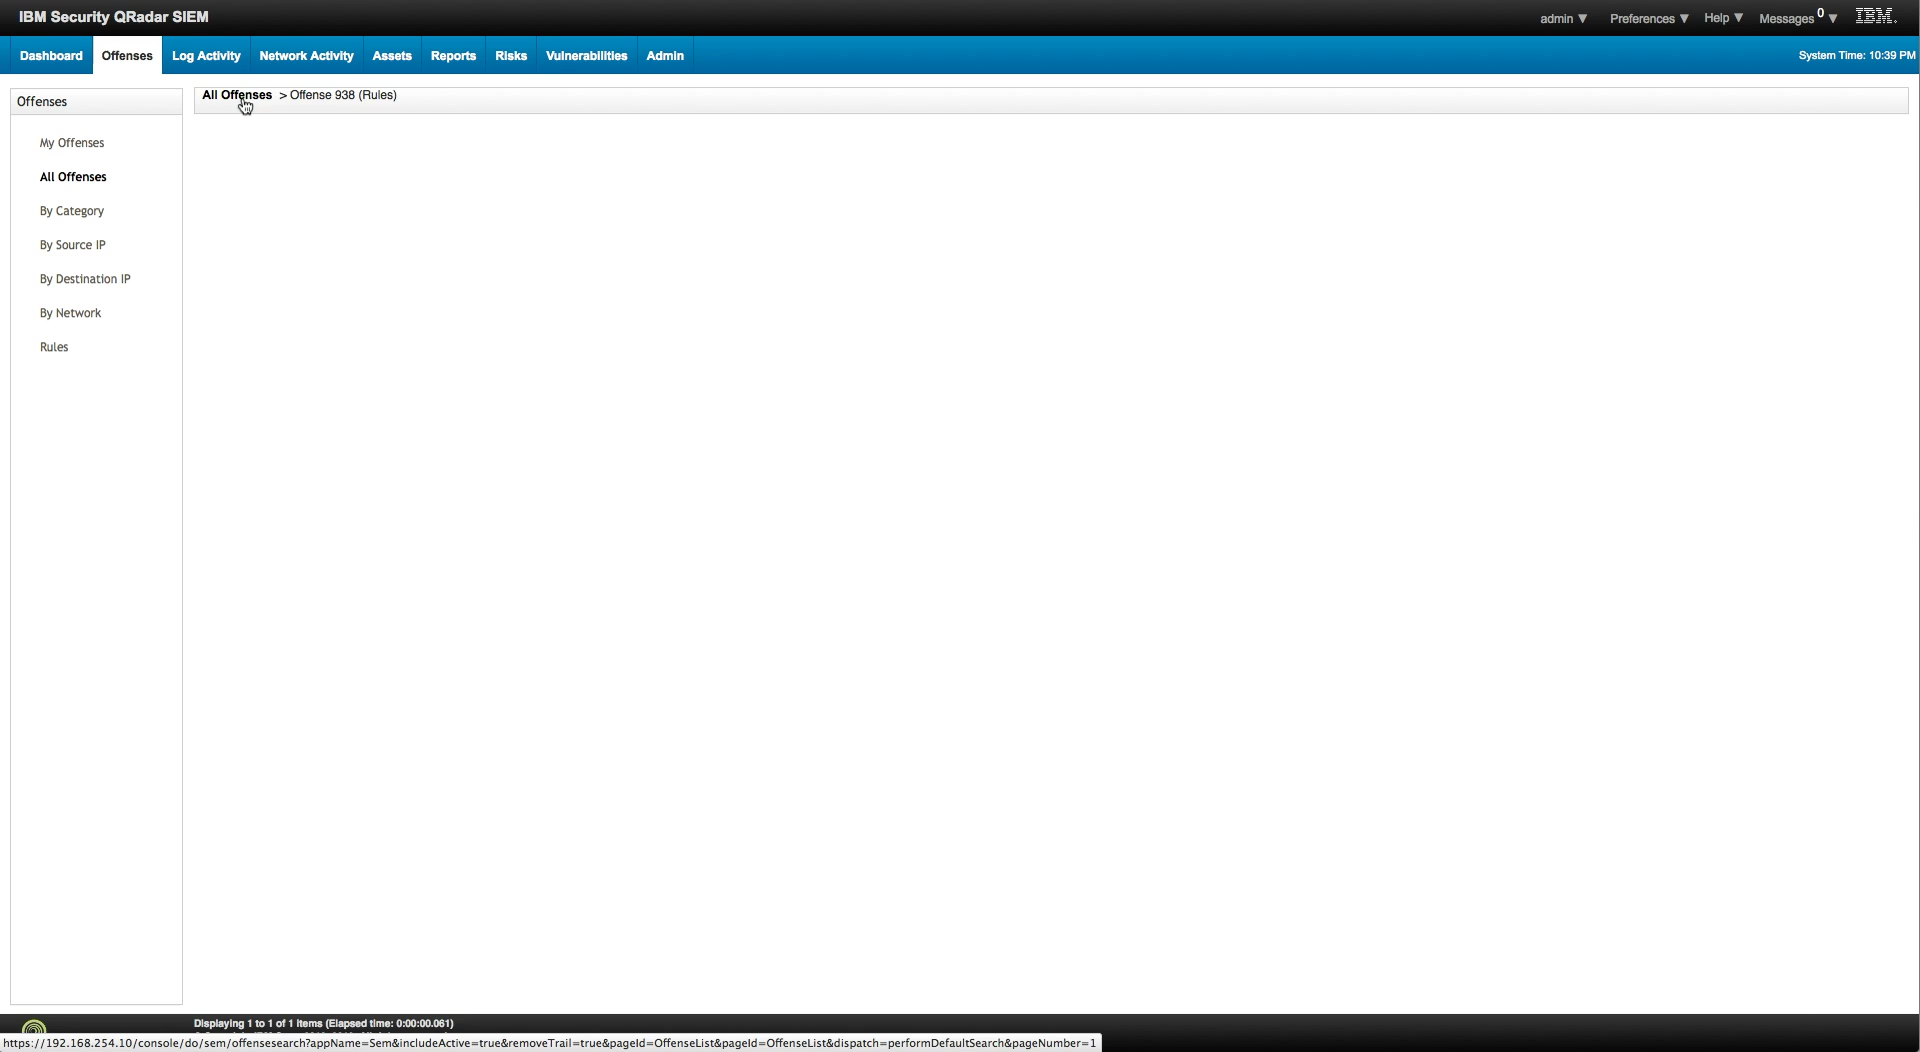 IBM Security QRadar SIEM
admin ▼ Preferences ▼ Help ▼ Messages 0 ▼ IBM.
Dashboard Offenses Log Activity Network Activity Assets Reports Risks Vulnerabilities Admin System Time: 10:39 PM
Offenses
All Offenses > Offense 938 (Rules)
My Offenses
All Offenses
By Category
By Source IP
By Destination IP
By Network
Rules
Displaying 1 to 1 of 1 items (Elapsed time: 0:00:00.061)
https://192.168.254.10/console/do/sem/offensesearch?appName=Sem&includeActive=true&removeTrail=true&pageId=OffenseList&pageId=OffenseList&dispatch=performDefaultSearch&pageNumber=1